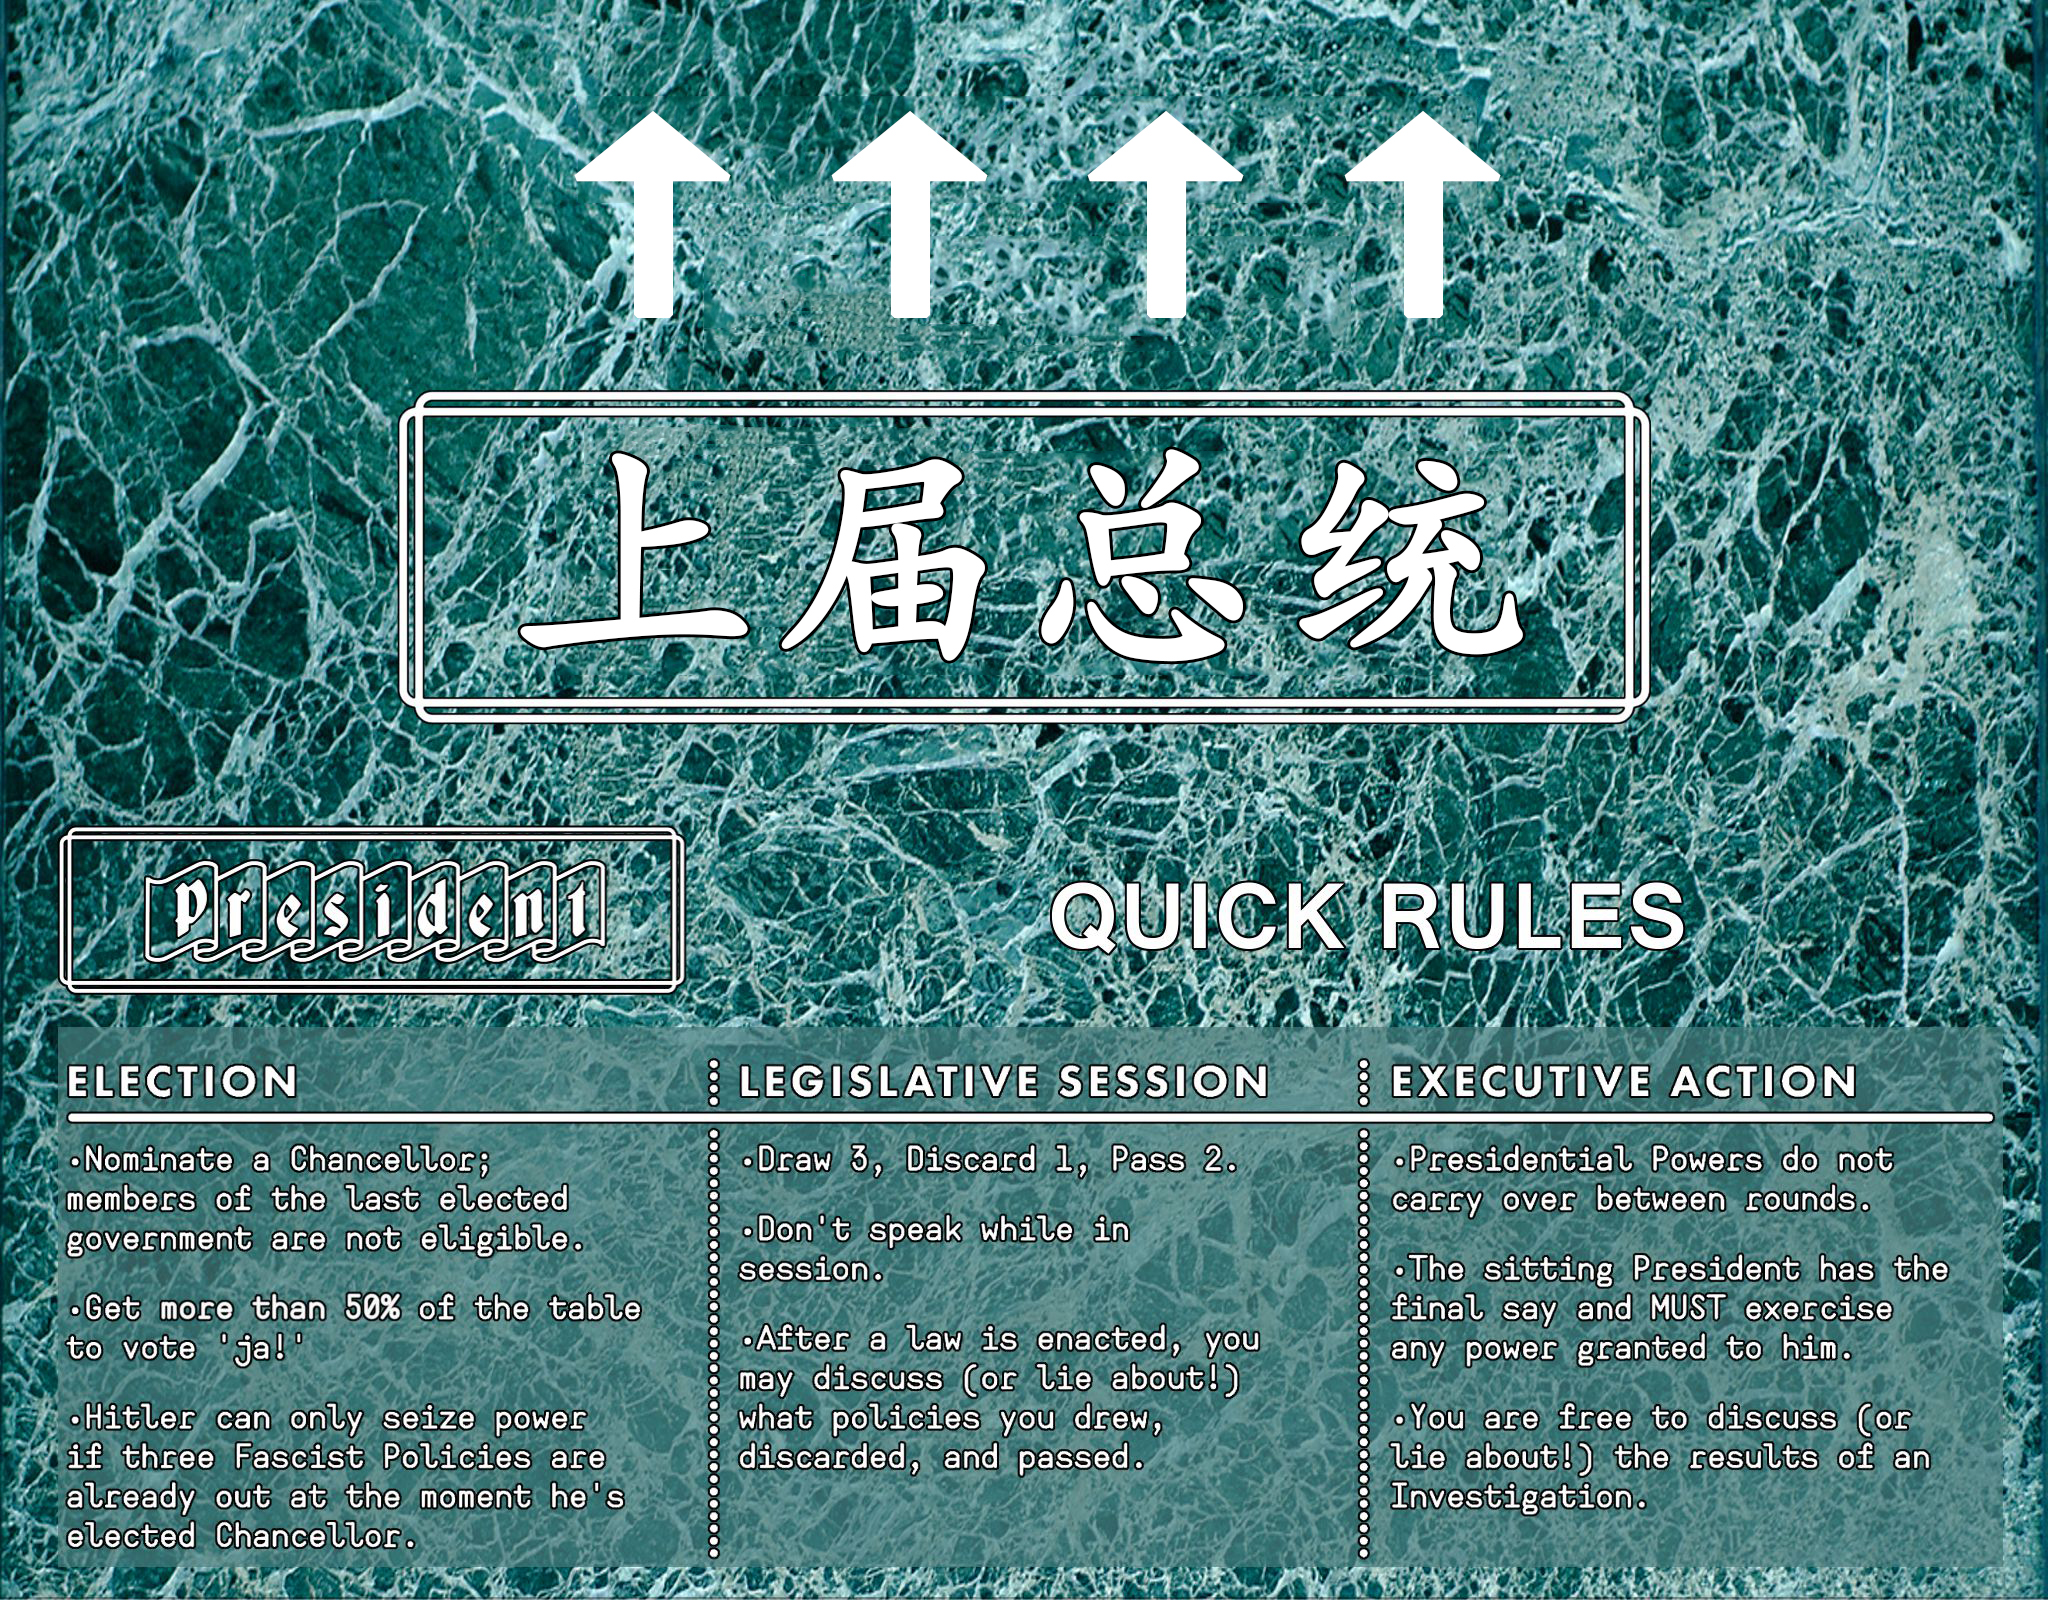 上届总统
President
QUICK RULES
ELECTION
•Nominate a Chancellor;
members of the last elected
government are not eligible.
•Get more than 50% of the table
to vote 'ja!'
•Hitler can only seize power
if three Fascist Policies are
already out at the moment he's
elected Chancellor.
LEGISLATIVE SESSION
•Draw 3, Discard 1, Pass 2.
•Don't speak while in
session.
•After a law is enacted, you
may discuss (or lie about!)
what policies you drew,
discarded, and passed.
EXECUTIVE ACTION
•Presidential Powers do not
carry over between rounds.
•The sitting President has the
final say and MUST exercise
any power granted to him.
•You are free to discuss (or
lie about!) the results of an
Investigation.